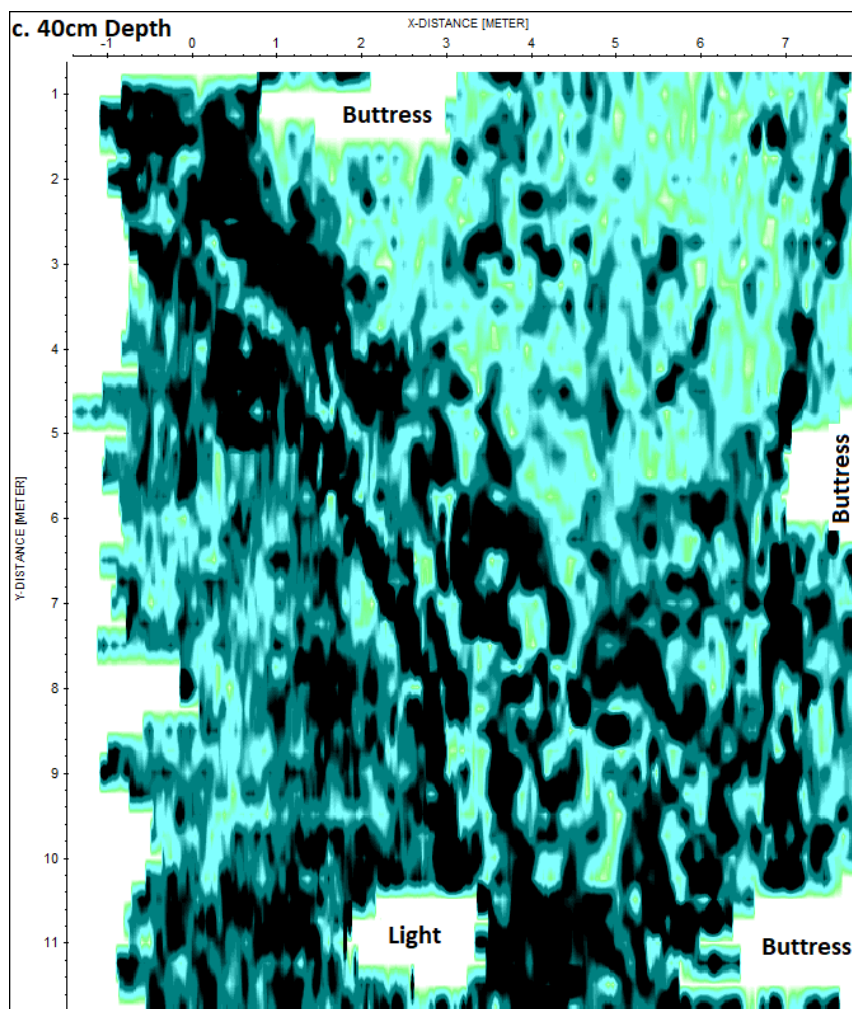 c. 40cm Depth
X-DISTANCE [METER]
-1 0 1 2 3 4 5 6 7
Y-DISTANCE [METER]
1
2
3
4
5
6
7
8
9
10
11
Buttress
Buttress
Light
Buttress